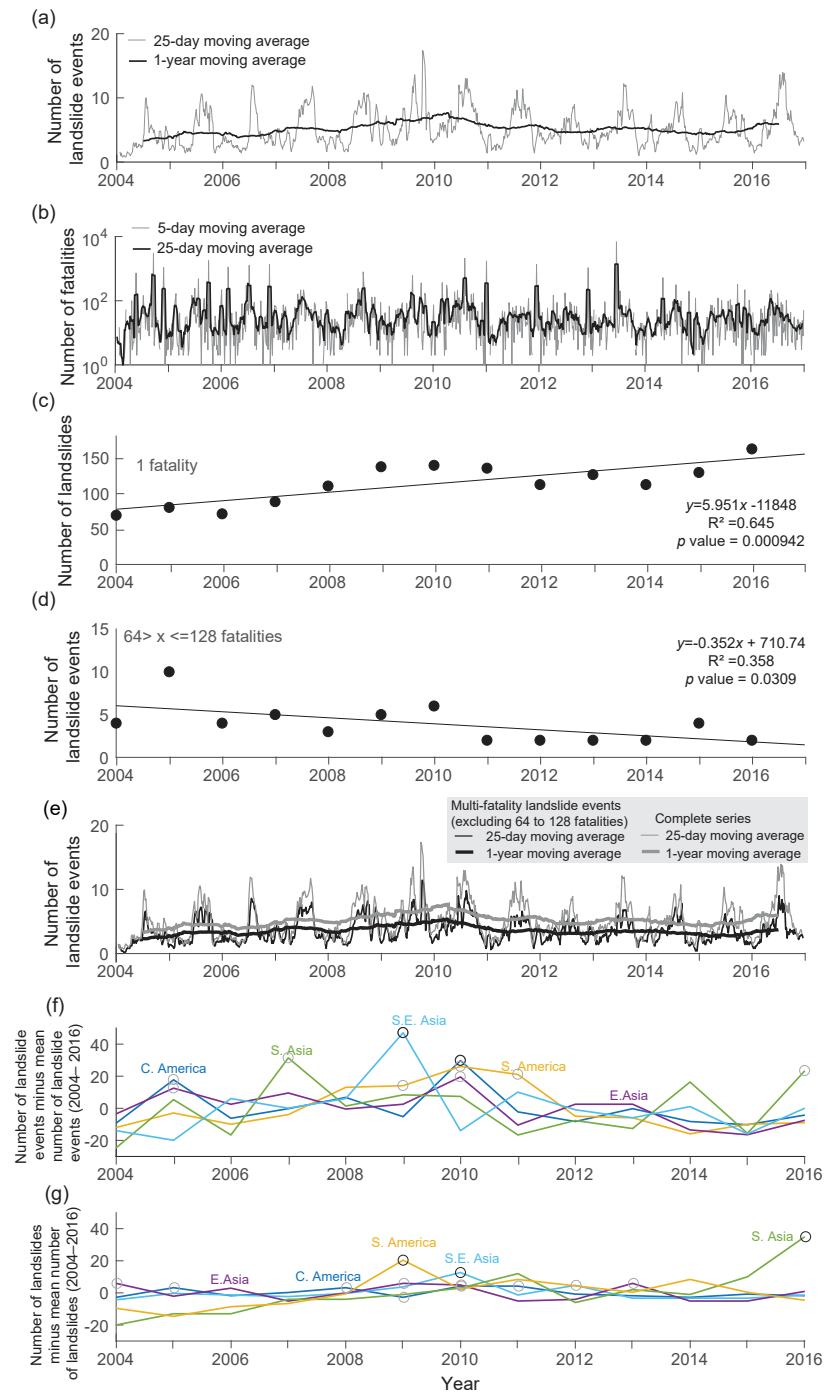 (a)
Number of
landslide events
20
10
0
25-day moving average
1-year moving average
2004 2006 2008 2010 2012 2014 2016
(b)
Number of fatalities
10^4
10^2
10^0
5-day moving average
25-day moving average
2004 2006 2008 2010 2012 2014 2016
(c)
Number of landslides
150
100
50
0
1 fatality
y=5.951x -11848
R² =0.645
p value = 0.000942
2004 2006 2008 2010 2012 2014 2016
(d)
Number of
landslide events
15
10
5
0
64> x <=128 fatalities
y=-0.352x + 710.74
R² =0.358
p value = 0.0309
2004 2006 2008 2010 2012 2014 2016
(e)
Number of
landslide events
20
10
0
Multi-fatality landslide events
(excluding 64 to 128 fatalities)
25-day moving average
1-year moving average
Complete series
25-day moving average
1-year moving average
2004 2006 2008 2010 2012 2014 2016
(f)
Number of landslide
events minus mean
number of landslide
events (2004– 2016)
40
20
0
-20
C. America
S. Asia
S.E. Asia
S. America
E.Asia
2004 2006 2008 2010 2012 2014 2016
(g)
Number of landslides
minus mean number
of landslides (2004–2016)
40
20
0
-20
E.Asia
C. America
S. America
S.E. Asia
S. Asia
2004 2006 2008 2010 2012 2014 2016
Year